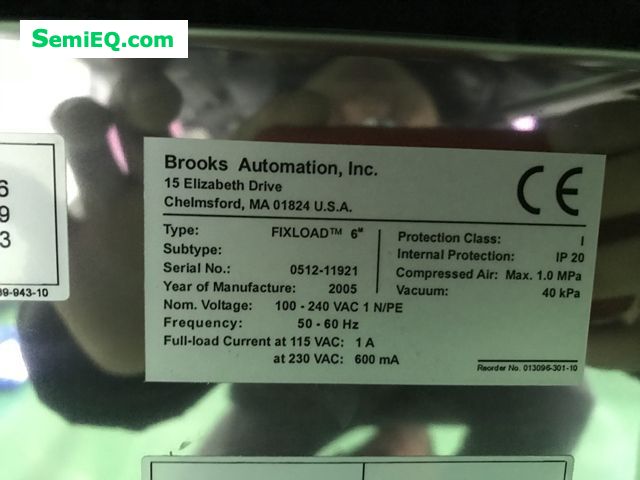 SemiEQ.com
6
9
3
39-943-10
Brooks Automation, Inc.
15 Elizabeth Drive
Chelmsford, MA 01824 U.S.A.
CE
Type: FIXLOAD™ 6ᴹ
Subtype:
Serial No.: 0512-11921
Year of Manufacture: 2005
Nom. Voltage: 100 - 240 VAC 1 N/PE
Frequency: 50 - 60 Hz
Full-load Current at 115 VAC: 1 A
at 230 VAC: 600 mA
Protection Class: I
Internal Protection: IP 20
Compressed Air: Max. 1.0 MPa
Vacuum: 40 kPa
Reorder No. 013096-301-10